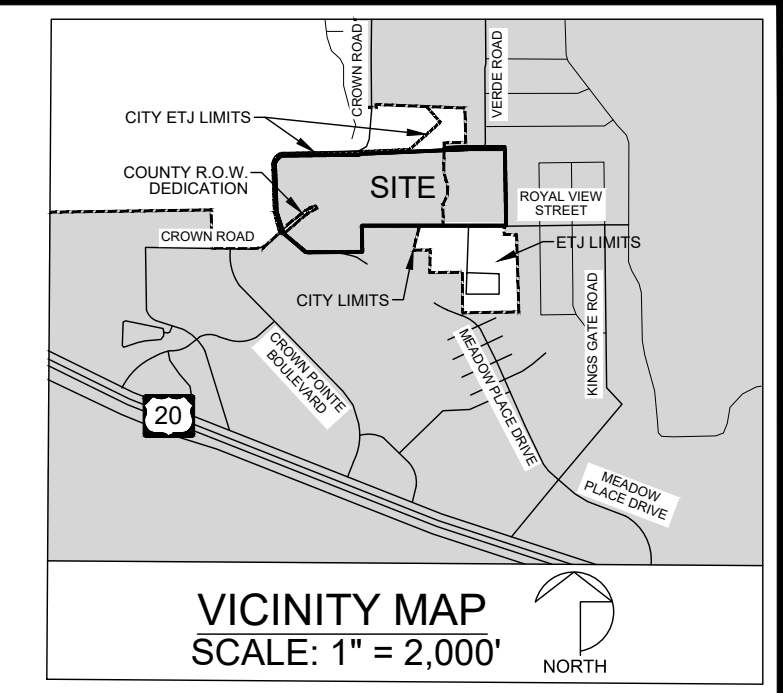 CROWN ROAD
VERDE ROAD
CITY ETJ LIMITS
COUNTY R.O.W.
DEDICATION
SITE
ROYAL VIEW
STREET
CROWN ROAD
ETJ LIMITS
CITY LIMITS
KINGS GATE ROAD
CROWN POINTE
BOULEVARD
MEADOW PLACE DRIVE
20
MEADOW
PLACE DRIVE
VICINITY MAP
SCALE: 1" = 2,000'
NORTH